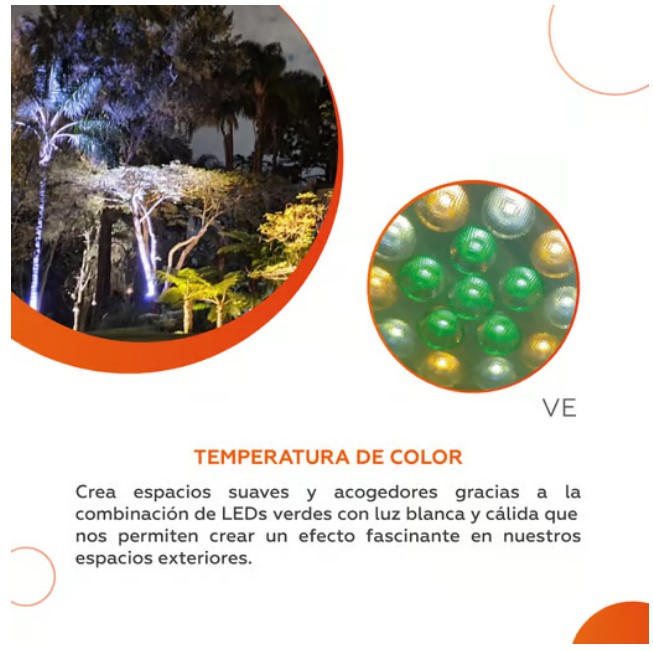 VE
TEMPERATURA DE COLOR
Crea espacios suaves y acogedores gracias a la
combinación de LEDs verdes con luz blanca y cálida que
nos permiten crear un efecto fascinante en nuestros
espacios exteriores.